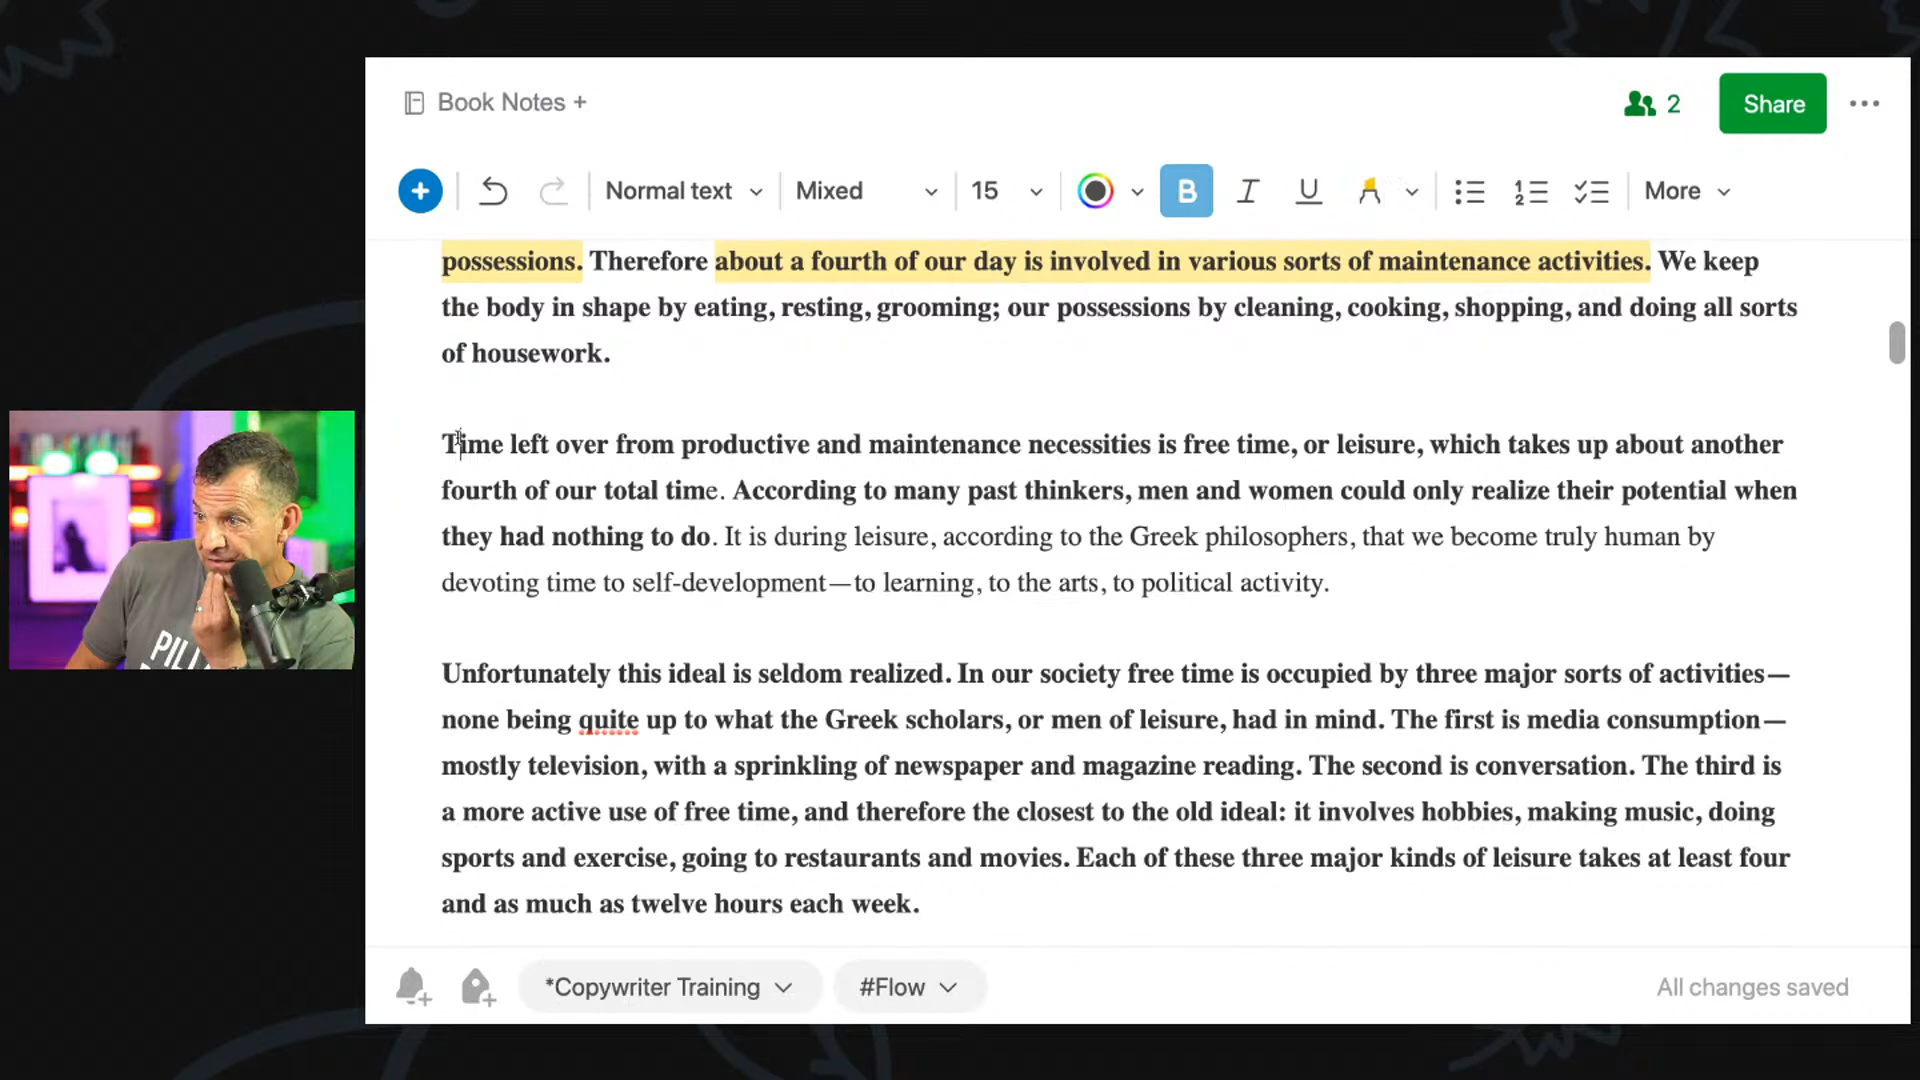 Book Notes +
2
Share
Normal text
Mixed
15
B
I
U
More
possessions. Therefore about a fourth of our day is involved in various sorts of maintenance activities. We keep
the body in shape by eating, resting, grooming; our possessions by cleaning, cooking, shopping, and doing all sorts
of housework.
Time left over from productive and maintenance necessities is free time, or leisure, which takes up about another
fourth of our total time. According to many past thinkers, men and women could only realize their potential when
they had nothing to do. It is during leisure, according to the Greek philosophers, that we become truly human by
devoting time to self-development—to learning, to the arts, to political activity.
Unfortunately this ideal is seldom realized. In our society free time is occupied by three major sorts of activities—
none being quite up to what the Greek scholars, or men of leisure, had in mind. The first is media consumption—
mostly television, with a sprinkling of newspaper and magazine reading. The second is conversation. The third is
a more active use of free time, and therefore the closest to the old ideal: it involves hobbies, making music, doing
sports and exercise, going to restaurants and movies. Each of these three major kinds of leisure takes at least four
and as much as twelve hours each week.
*Copywriter Training
#Flow
All changes saved